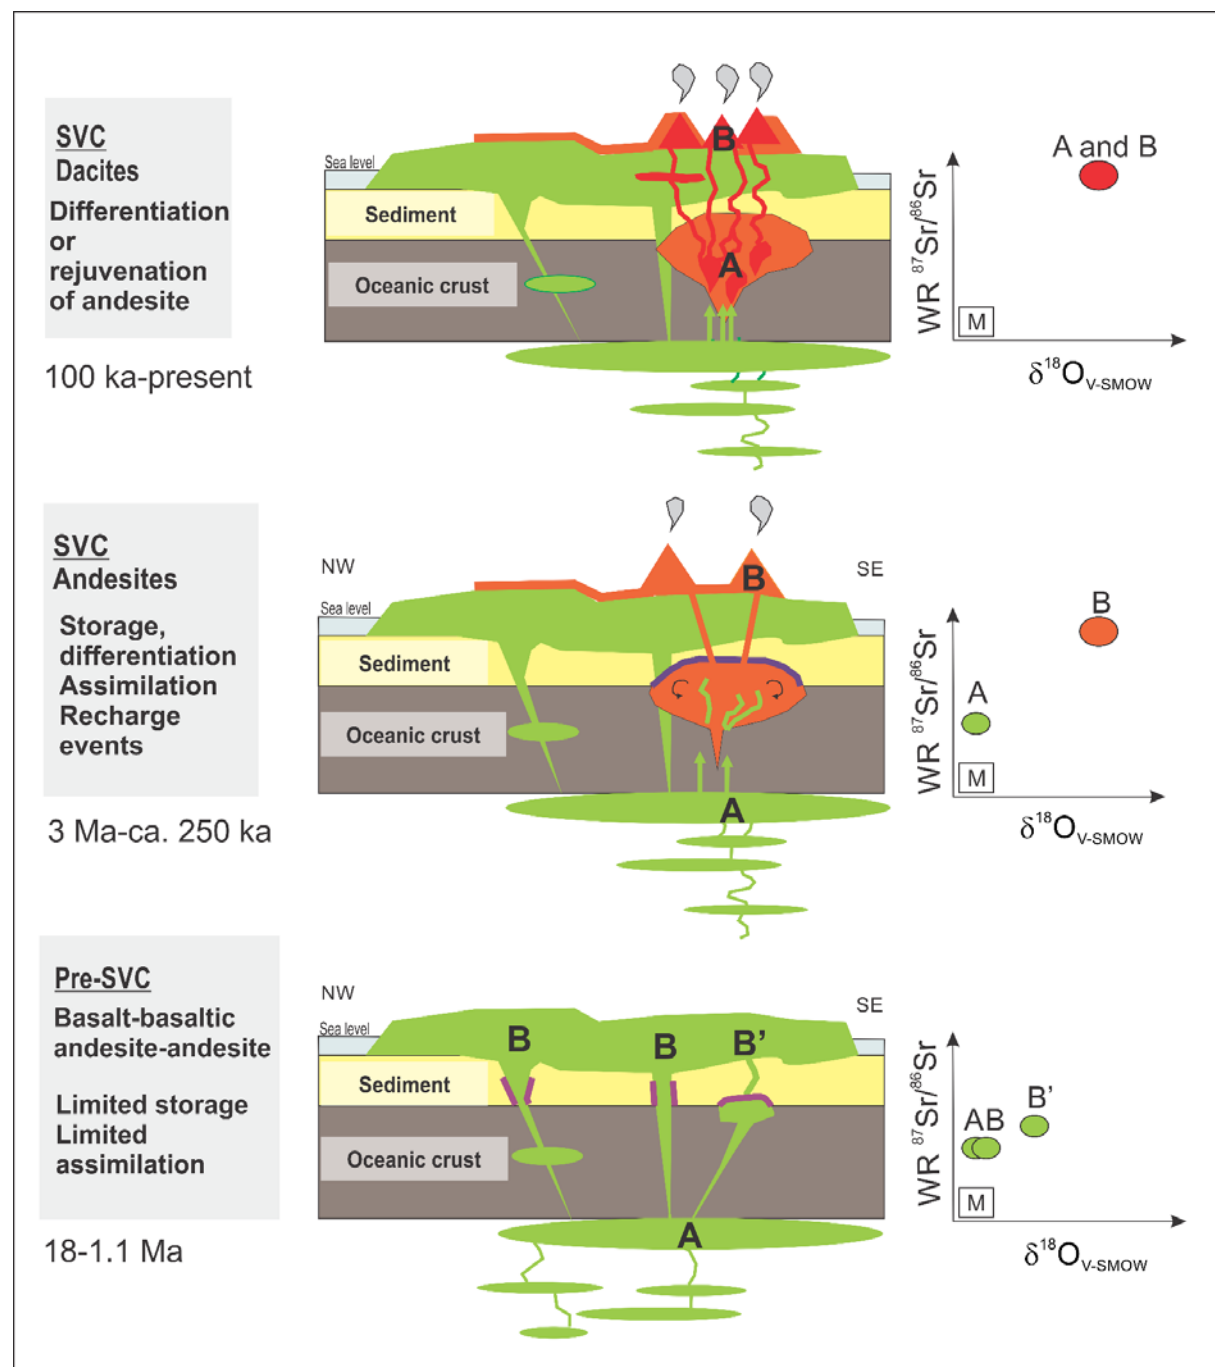 SVC
Dacites
Differentiation
or
rejuvenation
of andesite
100 ka-present
Sea level
Sediment
Oceanic crust
B
A
WR ⁸⁷Sr/⁸⁶Sr
A and B
M
δ¹⁸O V-SMOW
SVC
Andesites
Storage,
differentiation
Assimilation
Recharge
events
3 Ma-ca. 250 ka
NW
SE
Sea level
Sediment
Oceanic crust
B
A
WR ⁸⁷Sr/⁸⁶Sr
B
A
M
δ¹⁸O V-SMOW
Pre-SVC
Basalt-basaltic
andesite-andesite
Limited storage
Limited
assimilation
18-1.1 Ma
NW
SE
Sea level
Sediment
Oceanic crust
B
B
B’
A
WR ⁸⁷Sr/⁸⁶Sr
AB
B’
M
δ¹⁸O V-SMOW